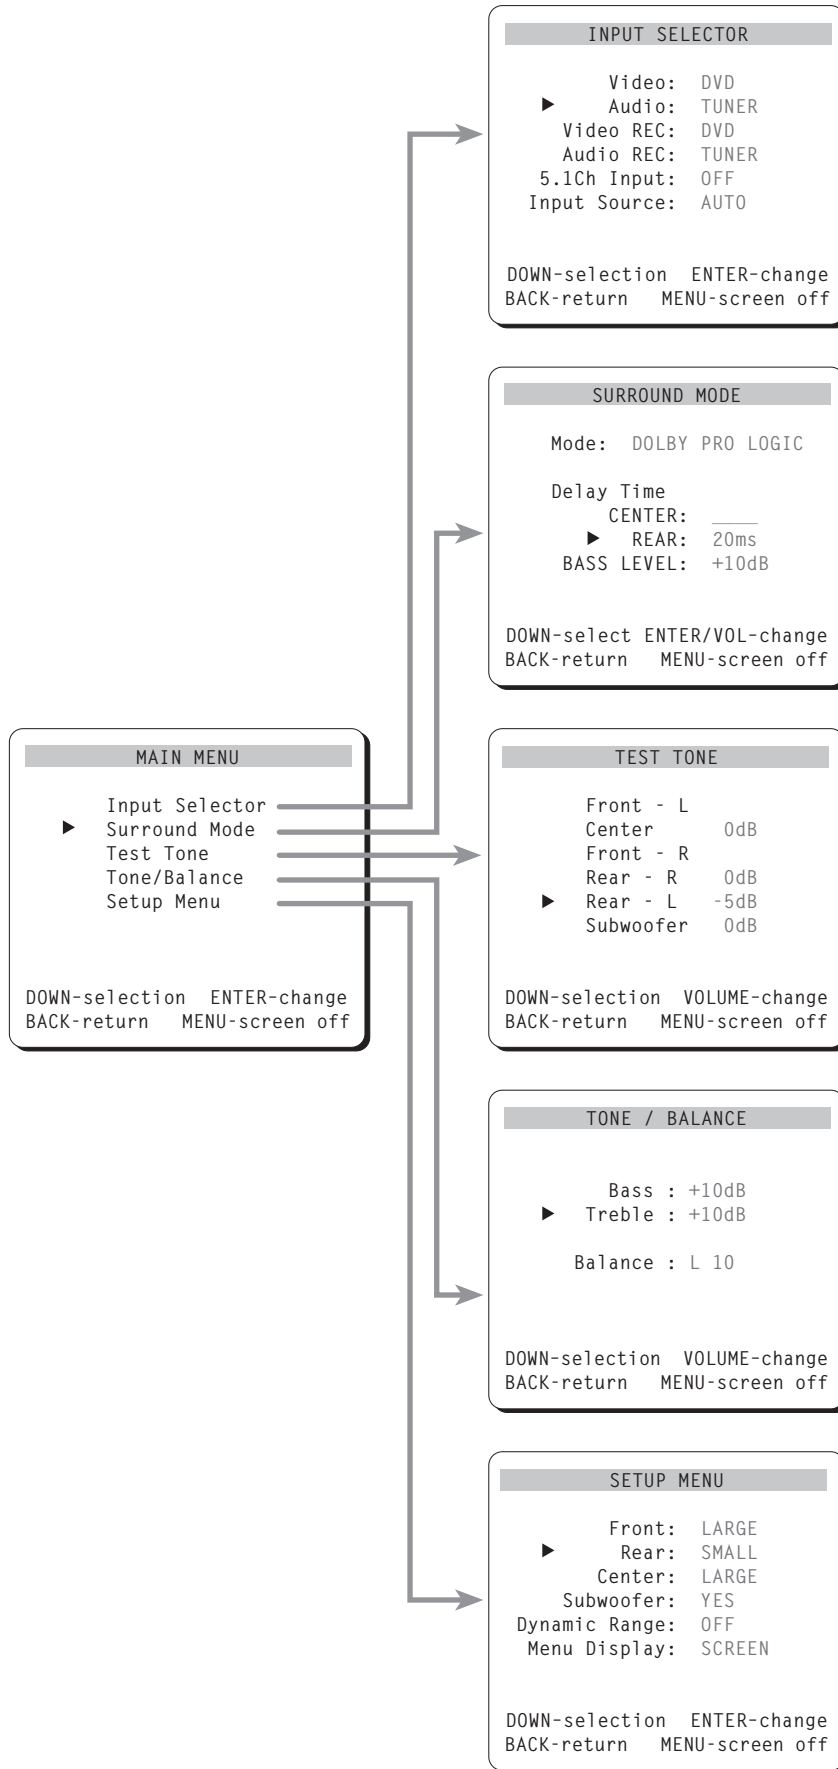 INPUT SELECTOR
Video: DVD
▶ Audio: TUNER
Video REC: DVD
Audio REC: TUNER
5.1Ch Input: OFF
Input Source: AUTO
DOWN-selection ENTER-change
BACK-return MENU-screen off
SURROUND MODE
Mode: DOLBY PRO LOGIC
Delay Time
CENTER: ____
▶ REAR: 20ms
BASS LEVEL: +10dB
DOWN-select ENTER/VOL-change
BACK-return MENU-screen off
MAIN MENU
Input Selector
▶ Surround Mode
Test Tone
Tone/Balance
Setup Menu
DOWN-selection ENTER-change
BACK-return MENU-screen off
TEST TONE
Front - L
Center 0dB
Front - R
Rear - R 0dB
▶ Rear - L -5dB
Subwoofer 0dB
DOWN-selection VOLUME-change
BACK-return MENU-screen off
TONE / BALANCE
Bass : +10dB
▶ Treble : +10dB
Balance : L 10
DOWN-selection VOLUME-change
BACK-return MENU-screen off
SETUP MENU
Front: LARGE
▶ Rear: SMALL
Center: LARGE
Subwoofer: YES
Dynamic Range: OFF
Menu Display: SCREEN
DOWN-selection ENTER-change
BACK-return MENU-screen off